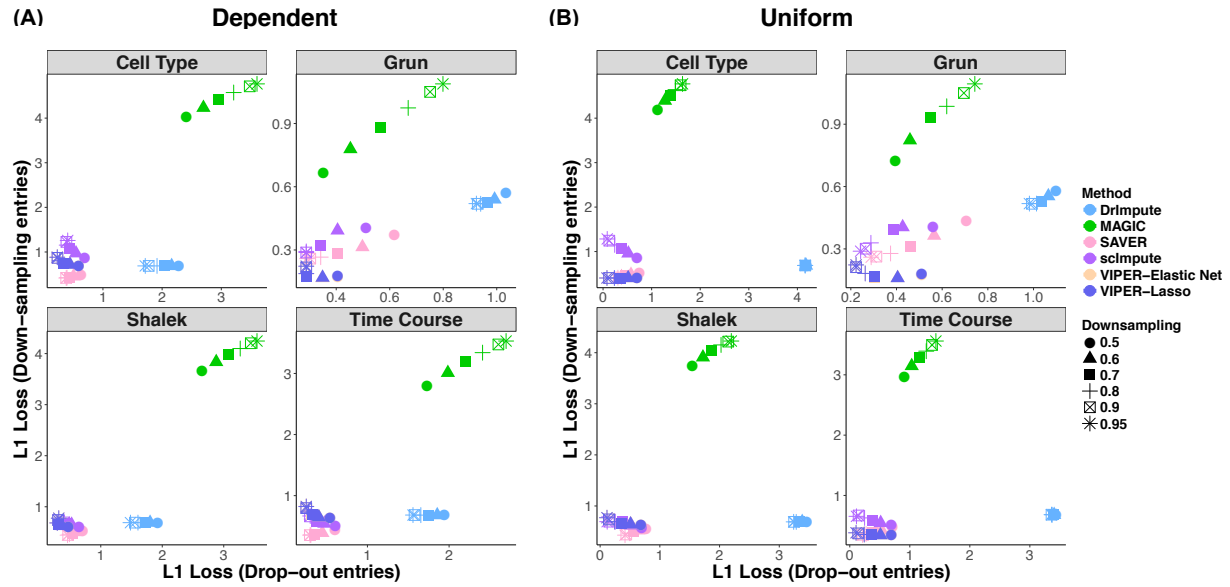 (A)
Dependent
(B)
Uniform
Cell Type
Grun
Cell Type
Grun
4
3
2
1
0.9
0.6
0.3
4
3
2
1
0.9
0.6
0.3
1
2
3
0.4
0.6
0.8
1.0
0
1
2
3
4
0.2
0.4
0.6
0.8
1.0
Shalek
Time Course
Shalek
Time Course
4
3
2
1
3
2
1
4
3
2
1
3
2
1
1
2
3
1
2
0
1
2
3
0
1
2
3
L1 Loss (Down−sampling entries)
L1 Loss (Drop−out entries)
L1 Loss (Down−sampling entries)
L1 Loss (Drop−out entries)
Method
DrImpute
MAGIC
SAVER
scImpute
VIPER−Elastic Net
VIPER−Lasso
Downsampling
0.5
0.6
0.7
0.8
0.9
0.95